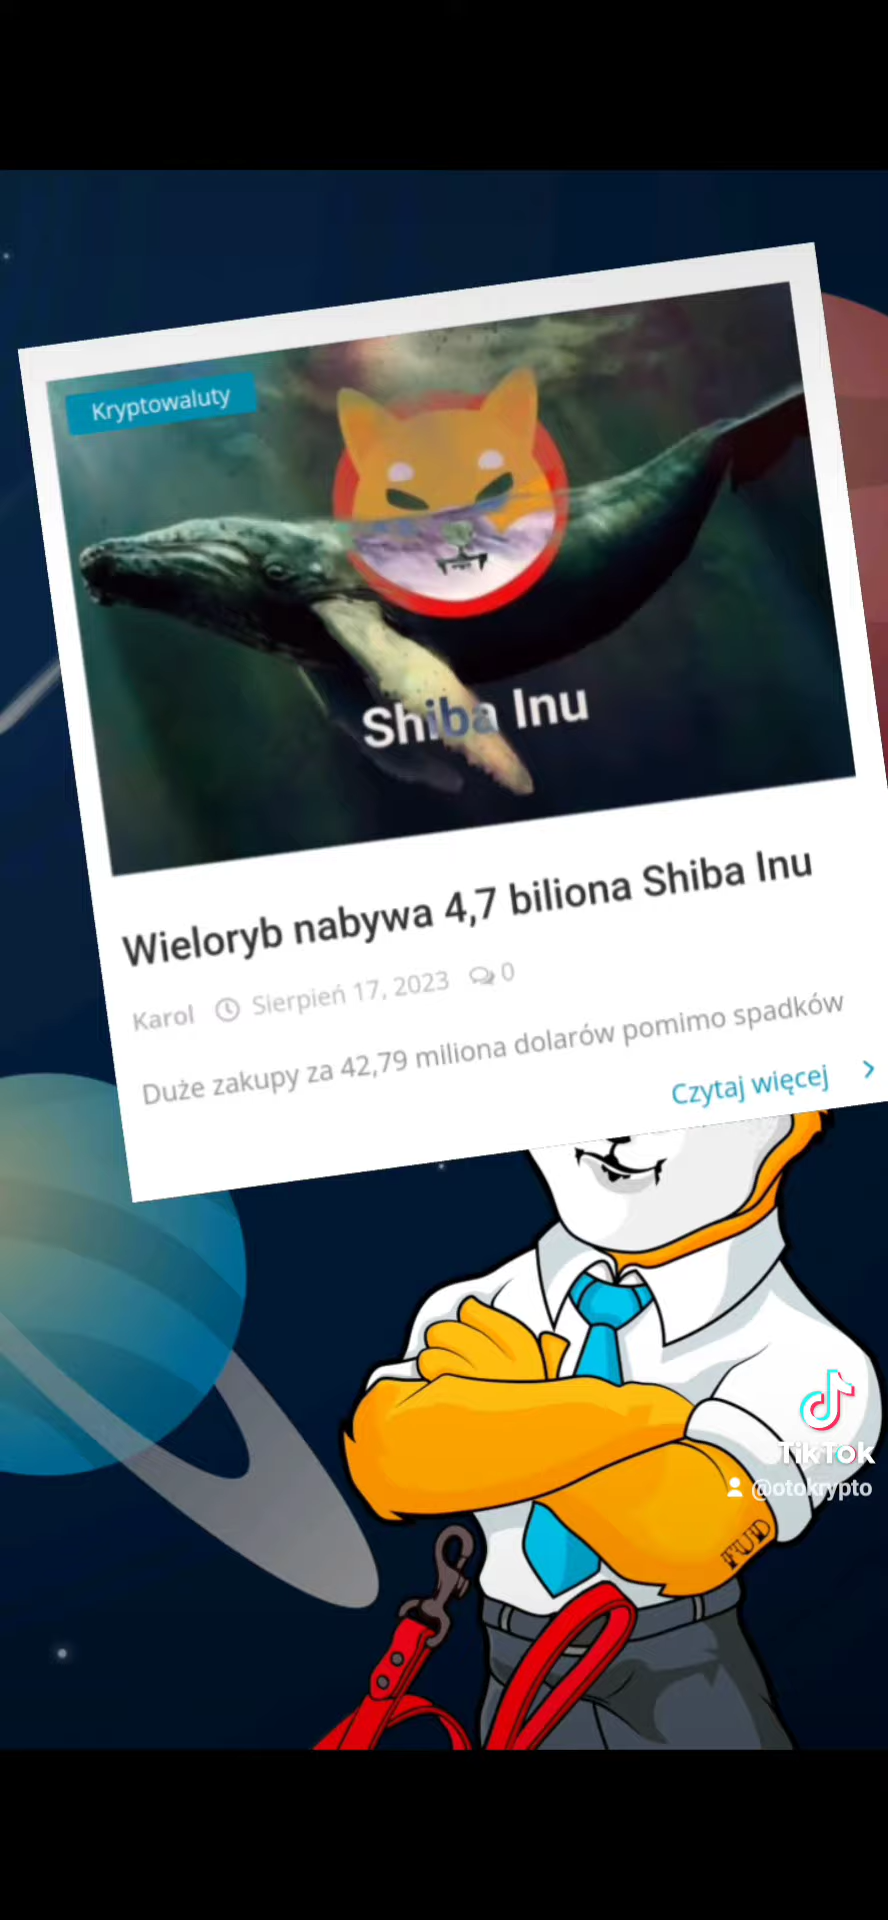 Kryptowaluty
Shiba Inu
Wieloryb nabywa 4,7 biliona Shiba Inu
Karol Sierpień 17, 2023 0
Duże zakupy za 42,79 miliona dolarów pomimo spadków
Czytaj więcej
TikTok
@otokrypto
FUD